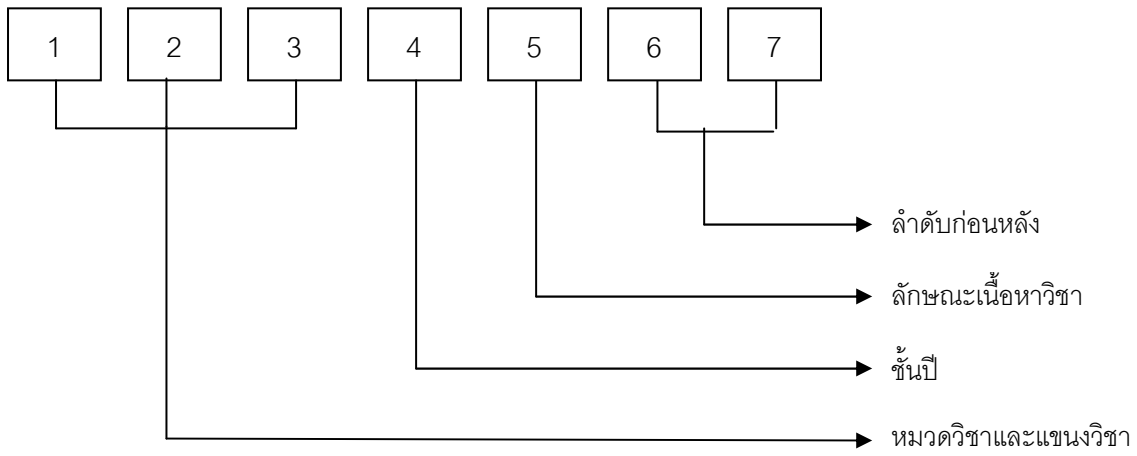 1 2 3 4 5 6 7
ลำดับก่อนหลัง
ลักษณะเนื้อหาวิชา
ชั้นปี
หมวดวิชาและแขนงวิชา